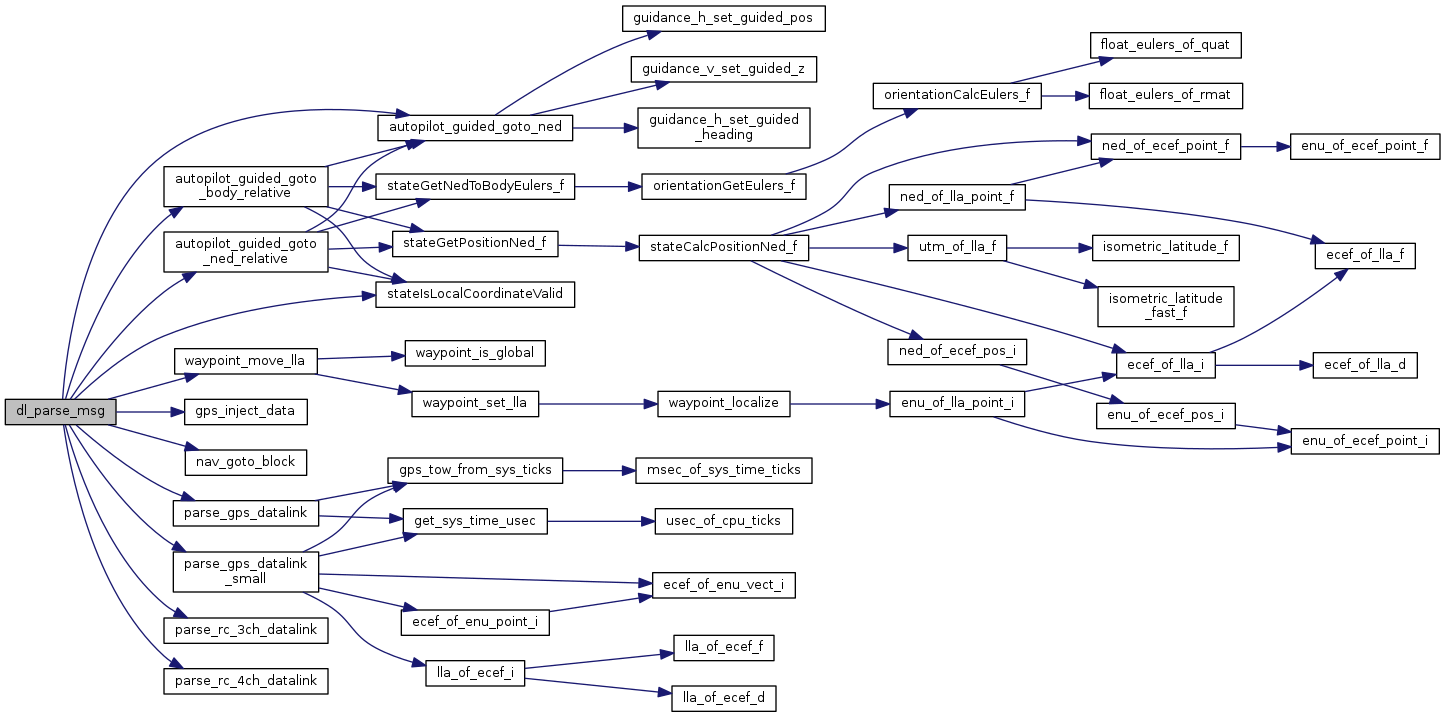 dl_parse_msg
autopilot_guided_goto
_body_relative
autopilot_guided_goto
_ned_relative
waypoint_move_lla
gps_inject_data
nav_goto_block
parse_gps_datalink
parse_gps_datalink
_small
parse_rc_3ch_datalink
parse_rc_4ch_datalink
autopilot_guided_goto_ned
stateGetNedToBodyEulers_f
stateGetPositionNed_f
stateIsLocalCoordinateValid
waypoint_is_global
waypoint_set_lla
gps_tow_from_sys_ticks
get_sys_time_usec
ecef_of_enu_point_i
lla_of_ecef_i
guidance_h_set_guided_pos
guidance_v_set_guided_z
guidance_h_set_guided
_heading
orientationGetEulers_f
stateCalcPositionNed_f
waypoint_localize
msec_of_sys_time_ticks
usec_of_cpu_ticks
ecef_of_enu_vect_i
lla_of_ecef_f
lla_of_ecef_d
orientationCalcEulers_f
ned_of_lla_point_f
utm_of_lla_f
ned_of_ecef_pos_i
enu_of_lla_point_i
float_eulers_of_quat
float_eulers_of_rmat
ned_of_ecef_point_f
isometric_latitude_f
isometric_latitude
_fast_f
ecef_of_lla_i
enu_of_ecef_pos_i
enu_of_ecef_point_f
ecef_of_lla_f
ecef_of_lla_d
enu_of_ecef_point_i